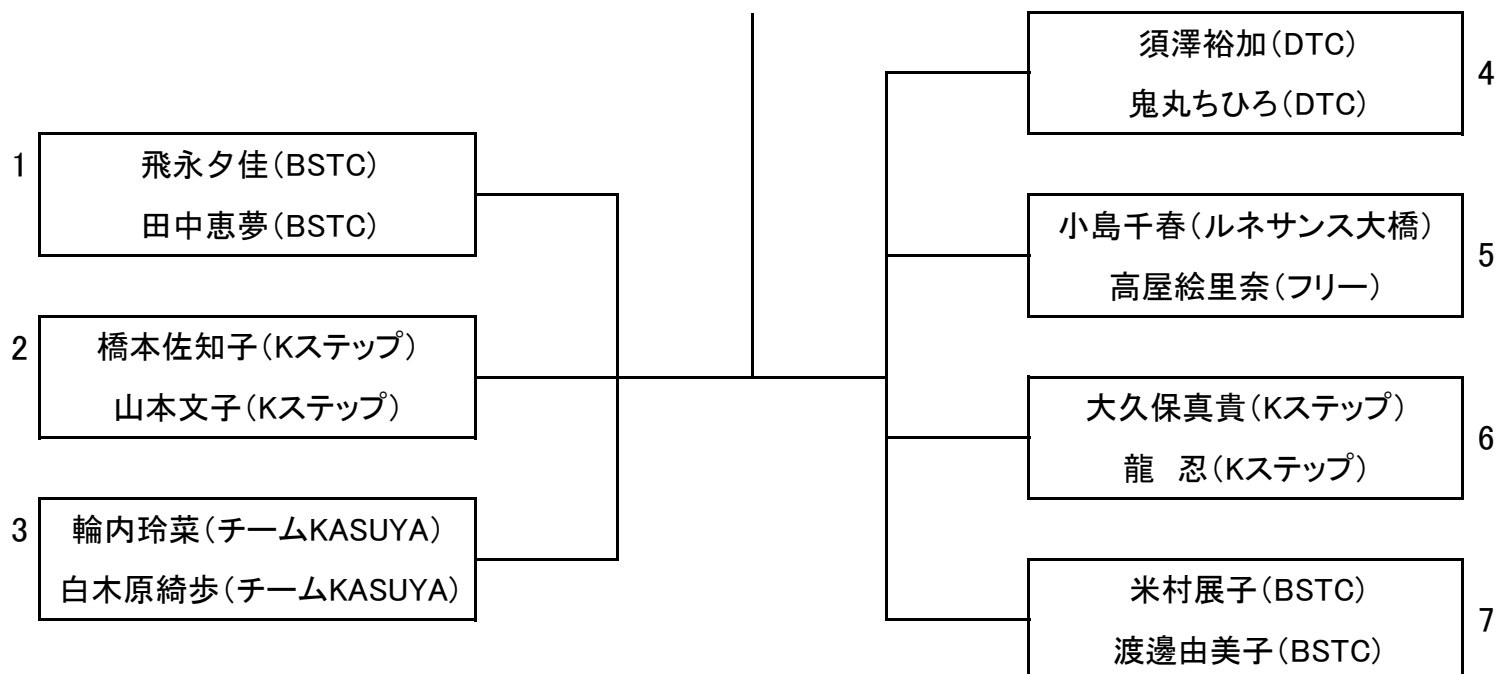 1
飛永夕佳(BSTC)
田中恵夢(BSTC)
2
橋本佐知子(Kステップ)
山本文子(Kステップ)
3
輪内玲菜(チームKASUYA)
白木原綺歩(チームKASUYA)
須澤裕加(DTC)
鬼丸ちひろ(DTC)
4
小島千春(ルネサンス大橋)
高屋絵里奈(フリー)
5
大久保真貴(Kステップ)
龍　忍(Kステップ)
6
米村展子(BSTC)
渡邊由美子(BSTC)
7